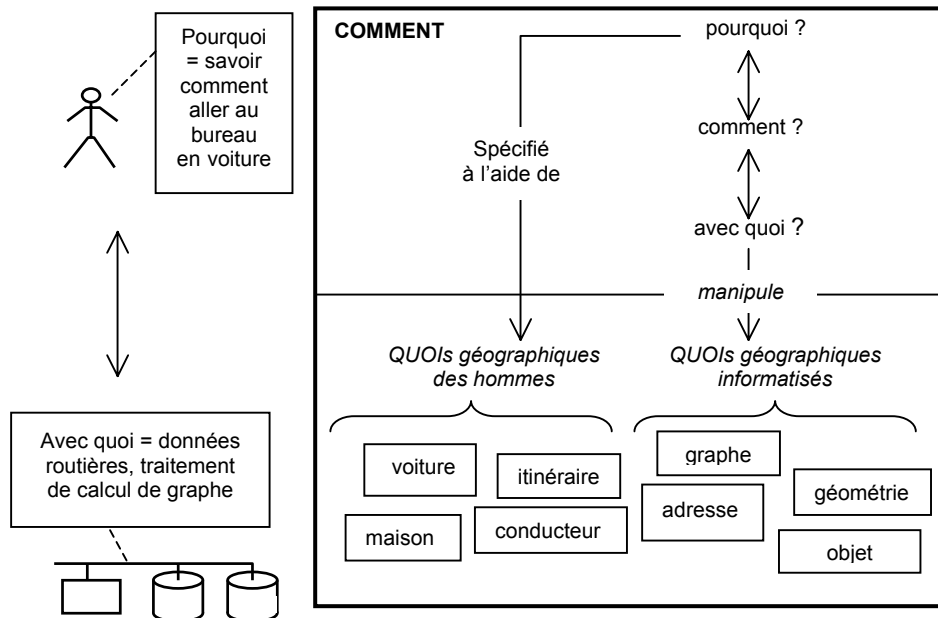 Pourquoi
= savoir
comment
aller au
bureau
en voiture
Avec quoi = données
routières, traitement
de calcul de graphe
COMMENT
pourquoi ?
comment ?
Spécifié
à l'aide de
avec quoi ?
manipule
QUOIs géographiques
des hommes
QUOIs géographiques
informatisés
voiture
itinéraire
maison
conducteur
graphe
adresse
géométrie
objet